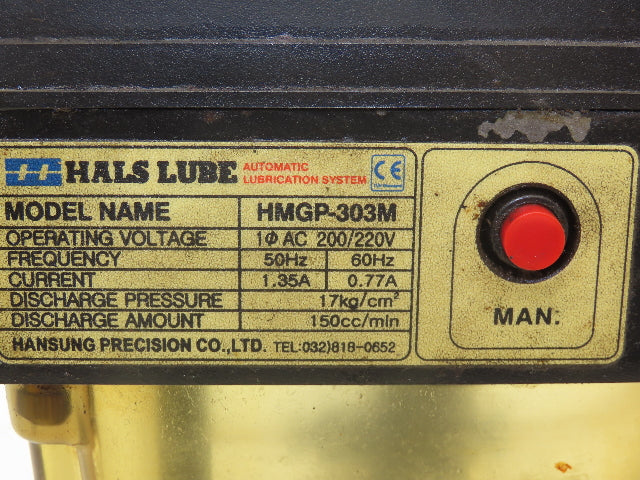 HALS LUBE AUTOMATIC
LUBRICATION SYSTEM CE
MODEL NAME HMGP-303M
OPERATING VOLTAGE 1Φ AC 200/220V
FREQUENCY 50Hz 60Hz
CURRENT 1.35A 0.77A
DISCHARGE PRESSURE 17kg/cm²
DISCHARGE AMOUNT 150cc/min
HANSUNG PRECISION CO.,LTD. TEL:032)818-0652
MAN.